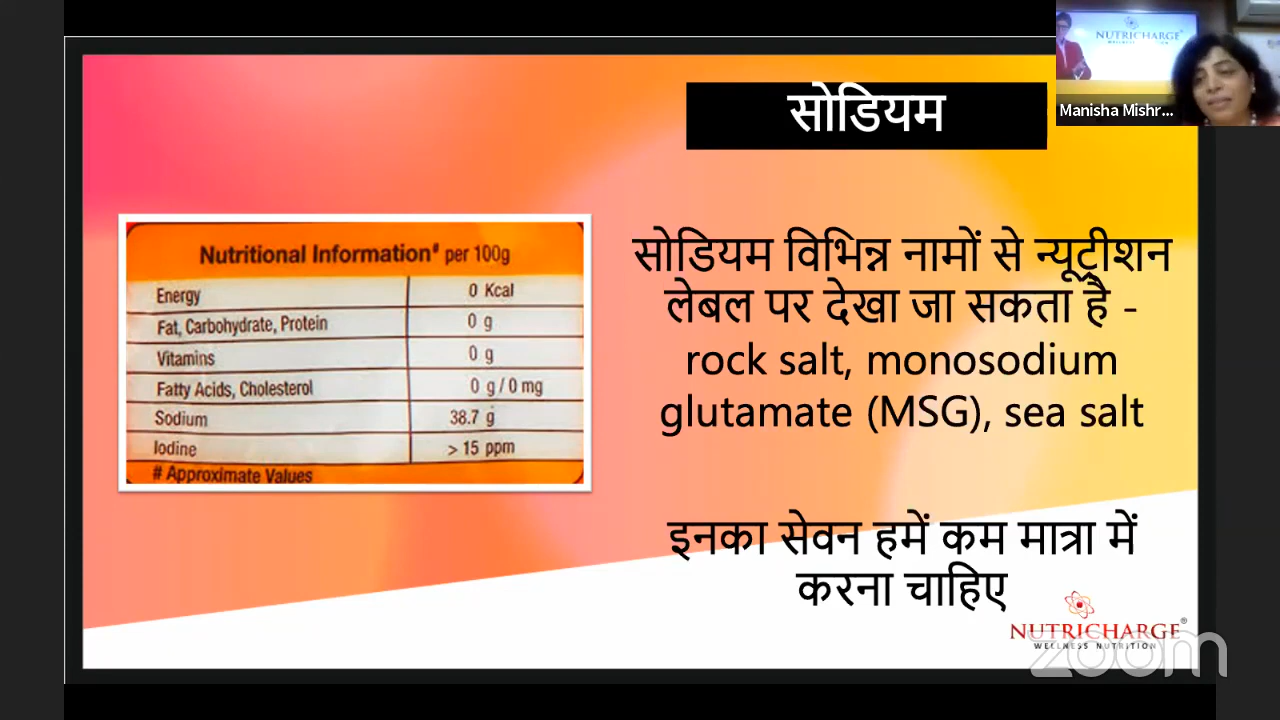 सोडियम
NUTRICHARGE
WELLNESS NUTRITION
Manisha Mishr...
Nutritional Information# per 100g
Energy 0 Kcal
Fat, Carbohydrate, Protein 0 g
Vitamins 0 g
Fatty Acids, Cholesterol 0 g / 0 mg
Sodium 38.7 g
Iodine > 15 ppm
# Approximate Values
सोडियम विभिन्न नामों से न्यूट्रीशन
लेबल पर देखा जा सकता है -
rock salt, monosodium
glutamate (MSG), sea salt
इनका सेवन हमें कम मात्रा में
करना चाहिए
NUTRICHARGE®
WELLNESS NUTRITION
zoom